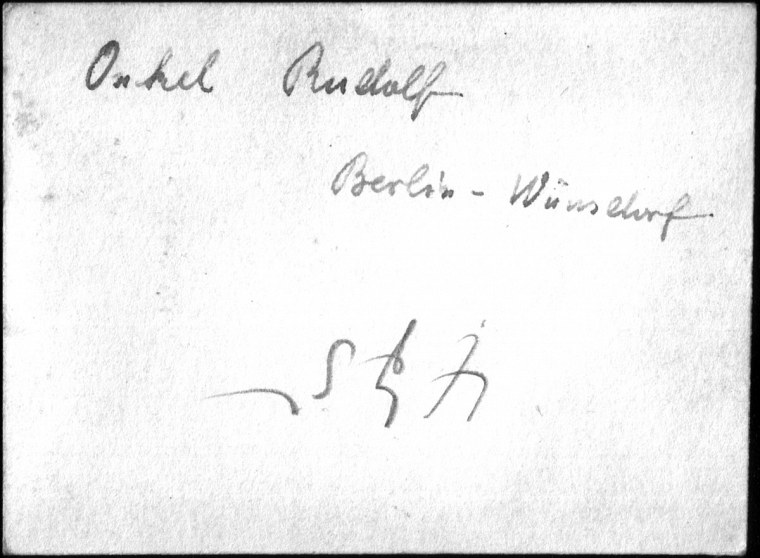 Onkel Rudolf
Berlin - Wünsdorf